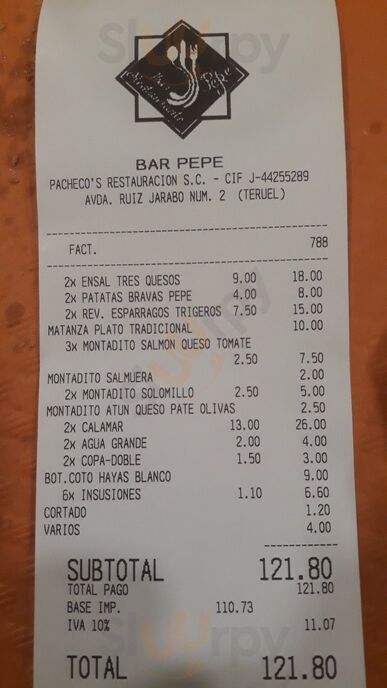 Sluurpy
Bar
Restaurante
Pepe
BAR PEPE
PACHECO'S RESTAURACION S.C. - CIF J-44255289
AVDA. RUIZ JARABO NUM. 2 (TERUEL)
FACT. 788
2x ENSAL TRES QUESOS 9.00 18.00
2x PATATAS BRAVAS PEPE 4.00 8.00
2x REV. ESPARRAGOS TRIGEROS 7.50 15.00
MATANZA PLATO TRADICIONAL 10.00
3x MONTADITO SALMON QUESO TOMATE
2.50 7.50
MONTADITO SALMUERA 2.00
2x MONTADITO SOLOMILLO 2.50 5.00
MONTADITO ATUN QUESO PATE OLIVAS 2.50
2x CALAMAR 13.00 26.00
2x AGUA GRANDE 2.00 4.00
2x COPA-DOBLE 1.50 3.00
BOT.COTO HAYAS BLANCO 9.00
6x INSUSIONES 1.10 6.60
CORTADO 1.20
VARIOS 4.00
SUBTOTAL 121.80
TOTAL PAGO 121.80
BASE IMP. 110.73
IVA 10% 11.07
Sluurpy
TOTAL 121.80